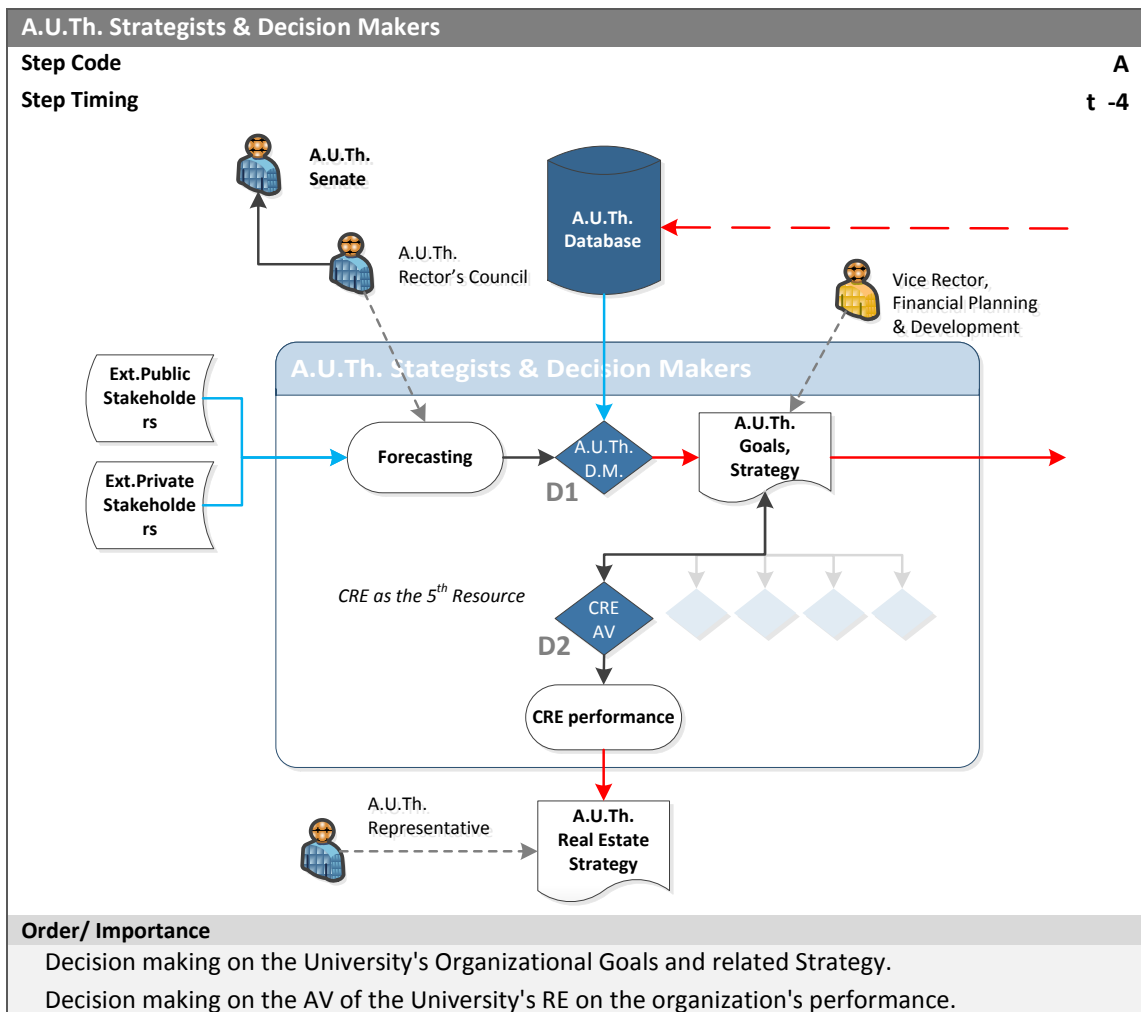 A.U.Th. Strategists & Decision Makers
Step Code A
Step Timing t -4
A.U.Th.
Senate
A.U.Th.
Database
A.U.Th.
Rector's Council
Vice Rector,
Financial Planning
& Development
A.U.Th. Stategists & Decision Makers
Ext.Public
Stakeholde
rs
Ext.Private
Stakeholde
rs
Forecasting
A.U.Th.
D.M.
D1
A.U.Th.
Goals,
Strategy
CRE as the 5th Resource
CRE
AV
D2
CRE performance
A.U.Th.
Representative
A.U.Th.
Real Estate
Strategy
Order/ Importance
Decision making on the University's Organizational Goals and related Strategy.
Decision making on the AV of the University's RE on the organization's performance.